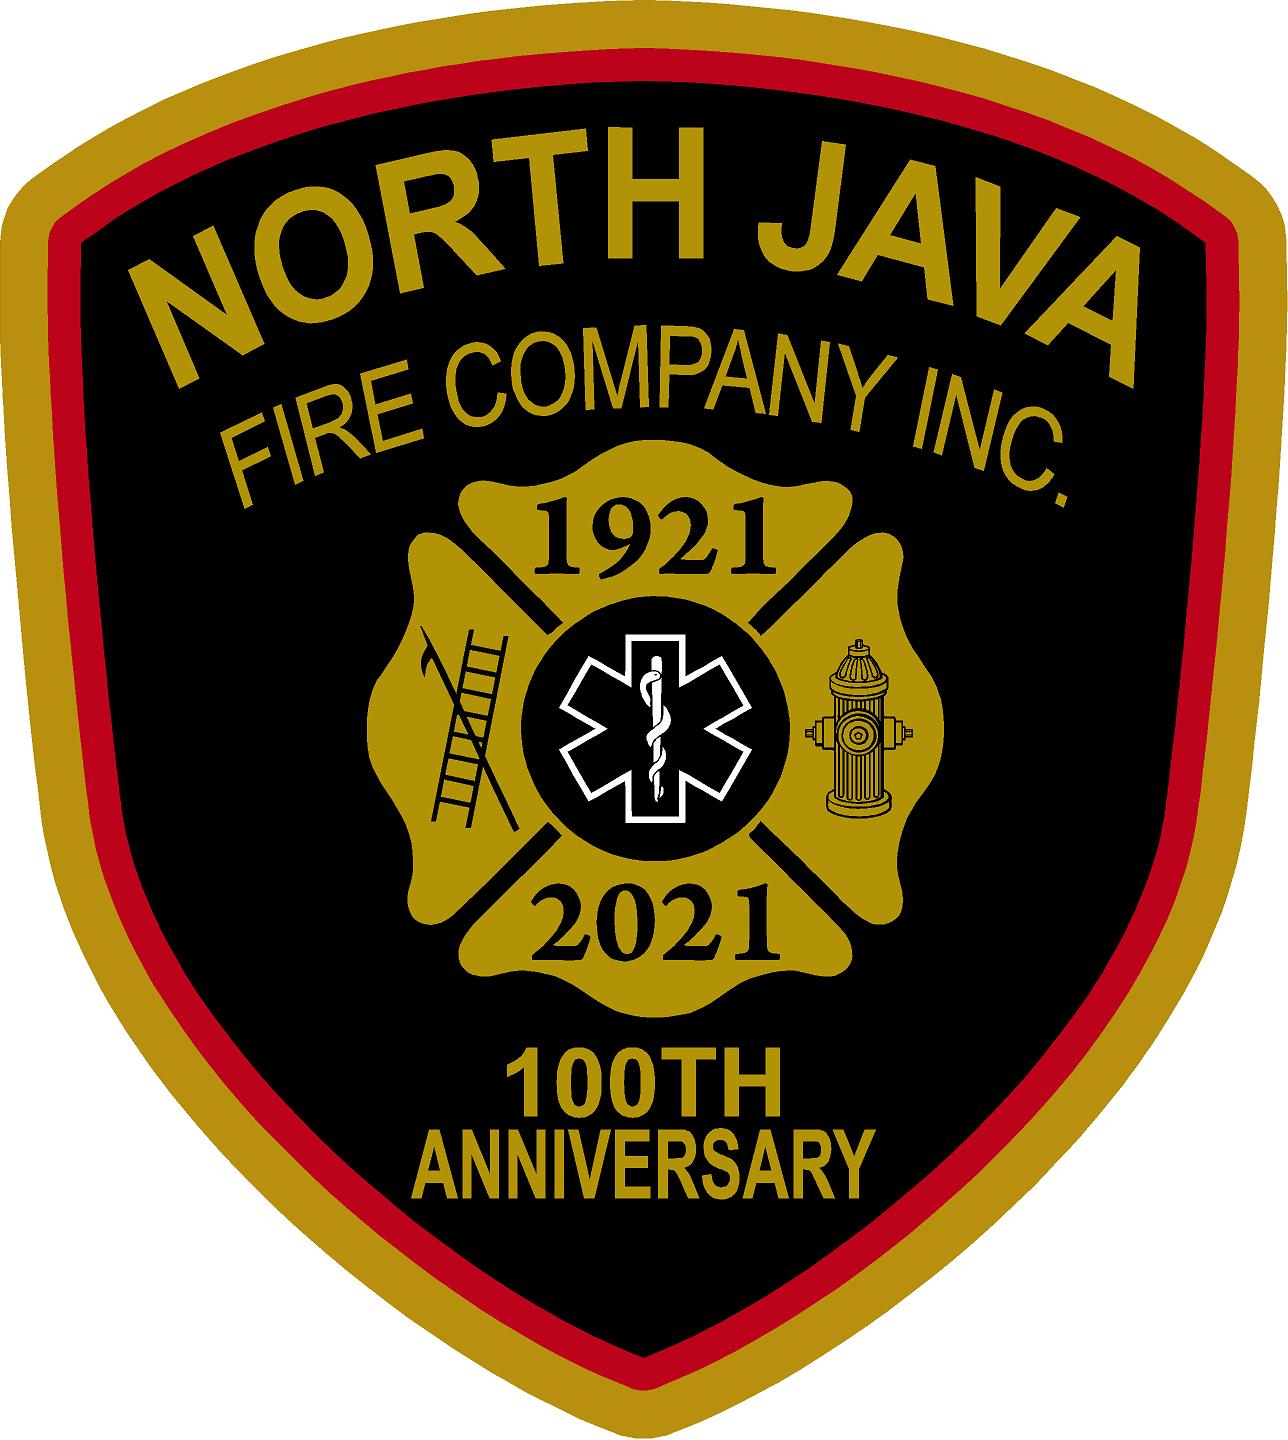 NORTH JAVA
FIRE COMPANY INC.
1921
2021
100TH
ANNIVERSARY